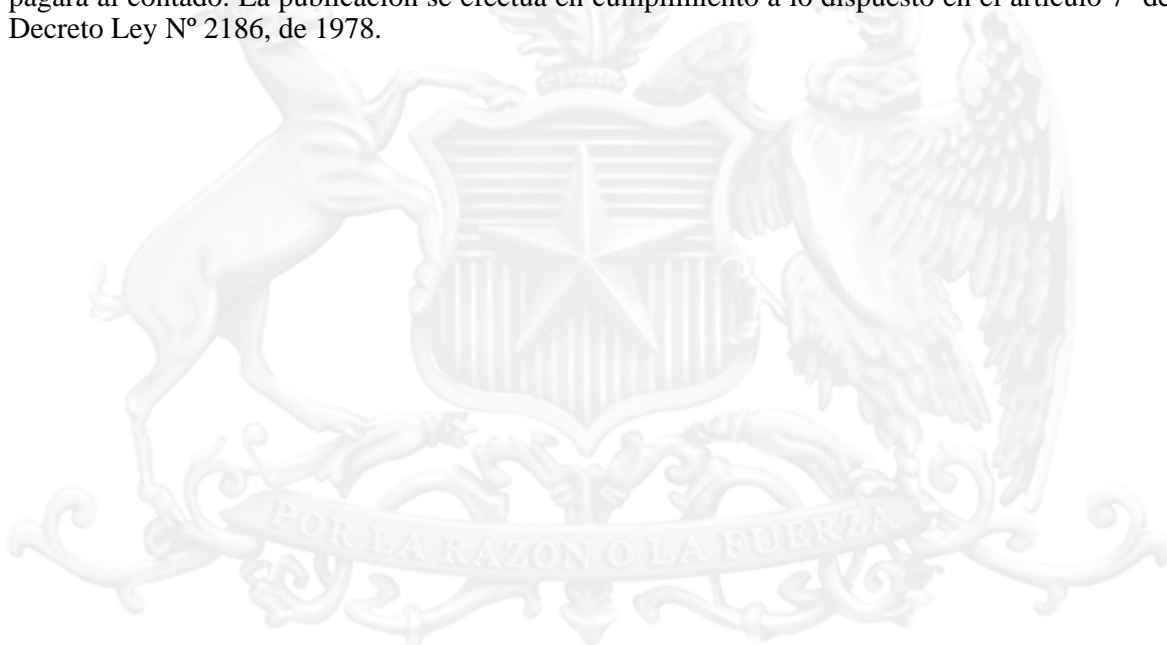 pagará al contado. La publicación se efectúa en cumplimiento a lo dispuesto en el artículo 7º de
Decreto Ley Nº 2186, de 1978.
POR LA RAZON O LA FUERZA